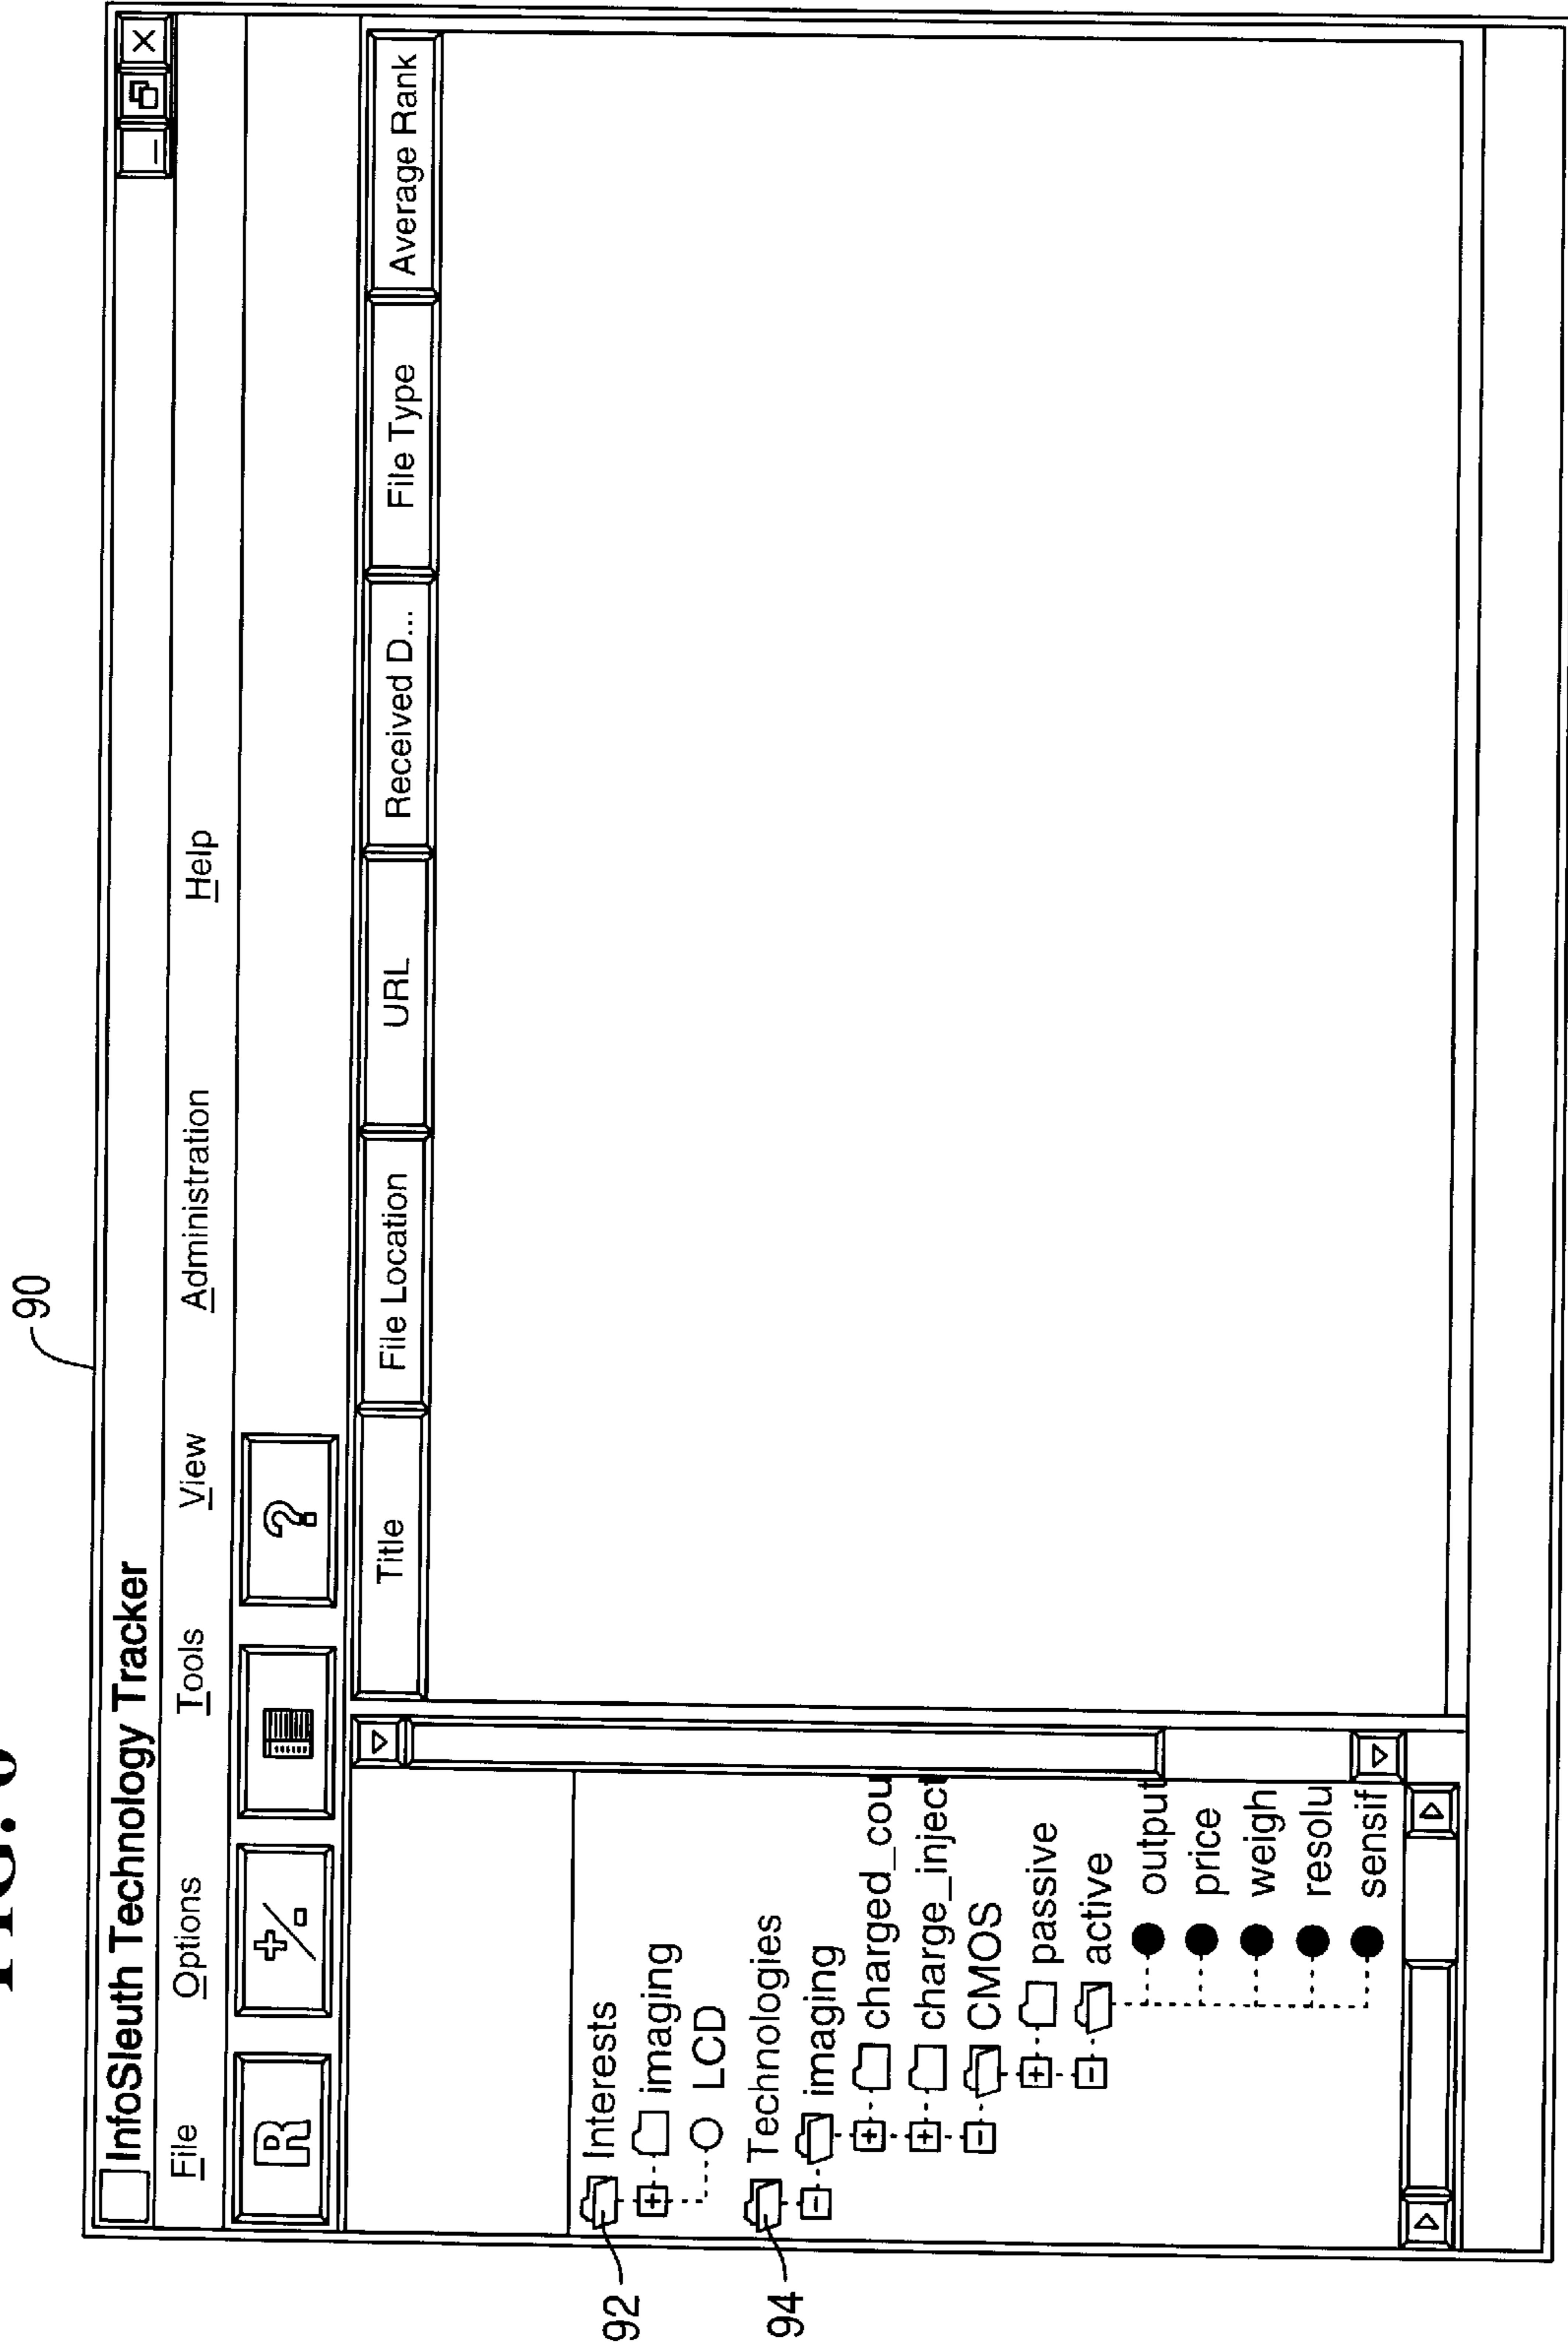 90
InfoSleuth Technology Tracker
File Options Tools View Administration Help
R +/- ?
Title File Location URL Received D... File Type Average Rank
92
Interests
imaging
LCD
94
Technologies
imaging
charged_cou
charge_inject
CMOS
passive
active
output
price
weigh
resolu
sensif